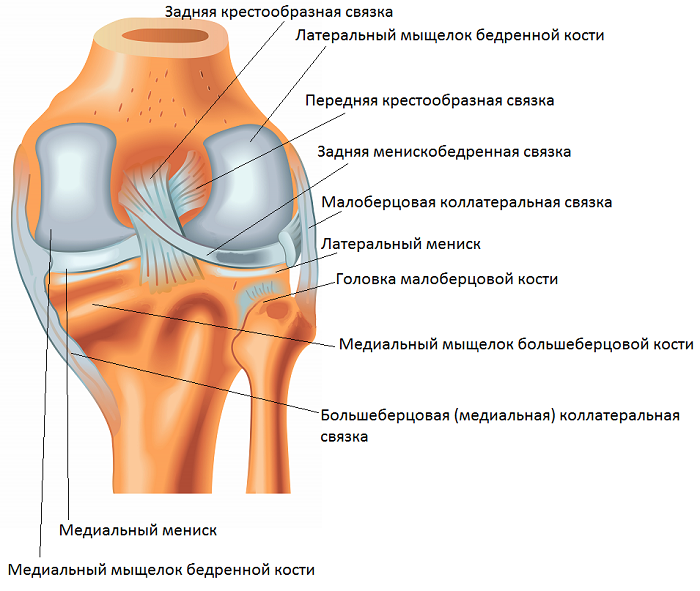 Задняя крестообразная связка
Латеральный мыщелок бедренной кости
Передняя крестообразная связка
Задняя менискобедренная связка
Малоберцовая коллатеральная связка
Латеральный мениск
Головка малоберцовой кости
Медиальный мыщелок большеберцовой кости
Большеберцовая (медиальная) коллатеральная
связка
Медиальный мениск
Медиальный мыщелок бедренной кости